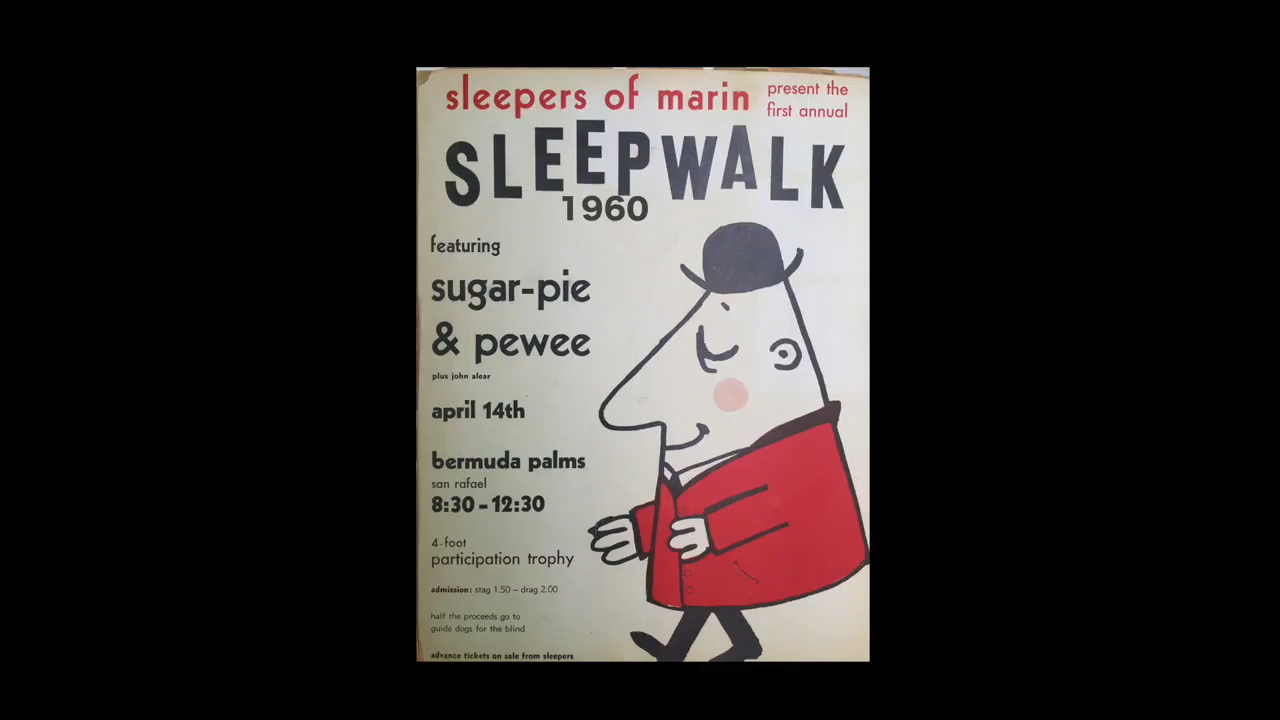 sleepers of marin
present the
first annual
SLEEPWALK
1960
featuring
sugar-pie
& pewee
plus john alear
april 14th
bermuda palms
san rafael
8:30 – 12:30
4-foot
participation trophy
admission: stag 1.50 – drag 2.00
half the proceeds go to
guide dogs for the blind
advance tickets on sale from sleepers